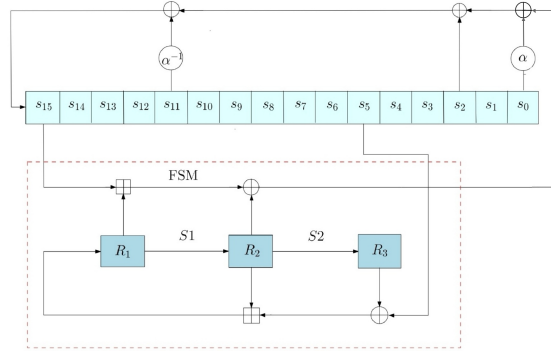 α⁻¹ α
s₁₅ s₁₄ s₁₃ s₁₂ s₁₁ s₁₀ s₉ s₈ s₇ s₆ s₅ s₄ s₃ s₂ s₁ s₀
FSM
S1 S2
R₁ R₂ R₃